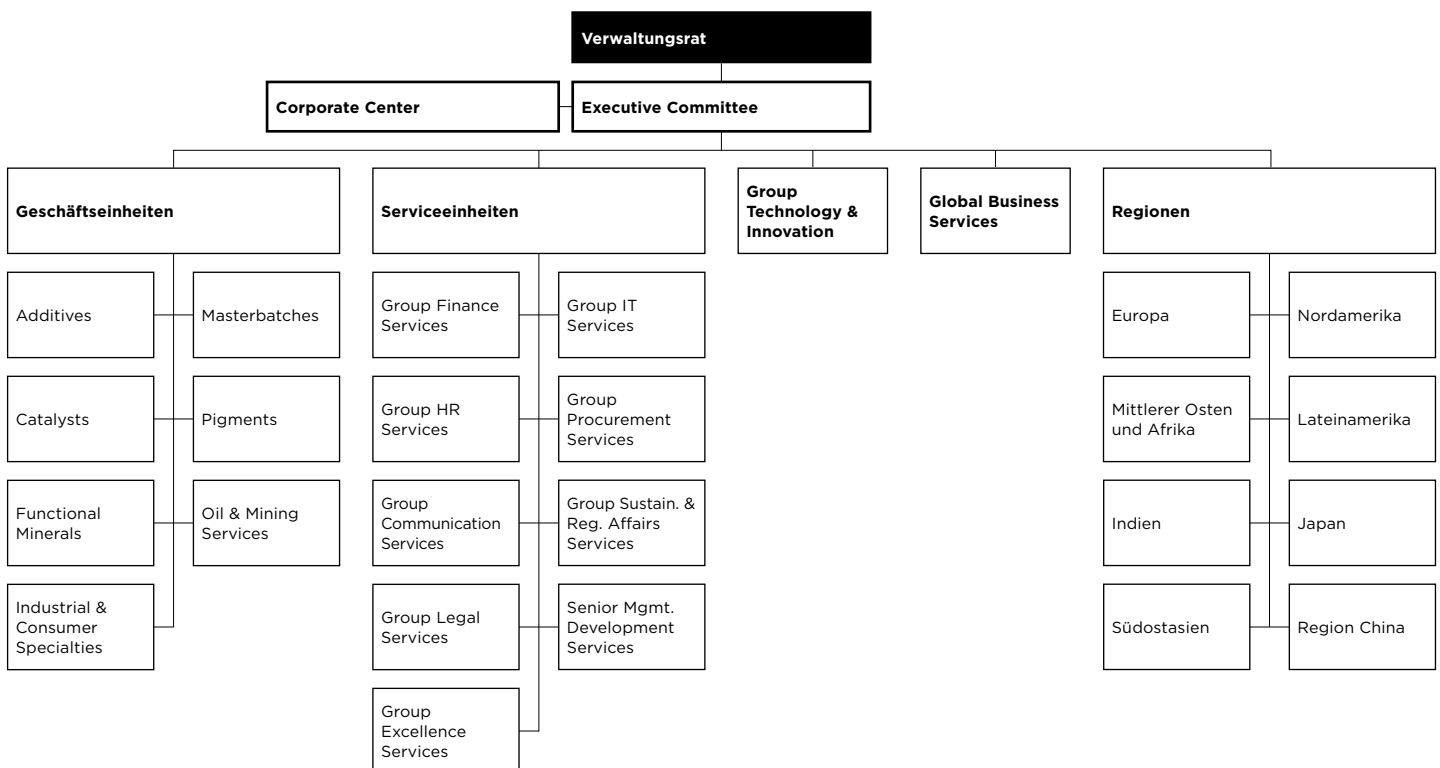 Verwaltungsrat
Corporate Center
Executive Committee
Geschäftseinheiten
Serviceeinheiten
Group
Technology &
Innovation
Global Business
Services
Regionen
Additives
Masterbatches
Catalysts
Pigments
Functional
Minerals
Oil & Mining
Services
Industrial &
Consumer
Specialties
Group Finance
Services
Group IT
Services
Group HR
Services
Group
Procurement
Services
Group
Communication
Services
Group Sustain. &
Reg. Affairs
Services
Group Legal
Services
Senior Mgmt.
Development
Services
Group
Excellence
Services
Europa
Nordamerika
Mittlerer Osten
und Afrika
Lateinamerika
Indien
Japan
Südostasien
Region China